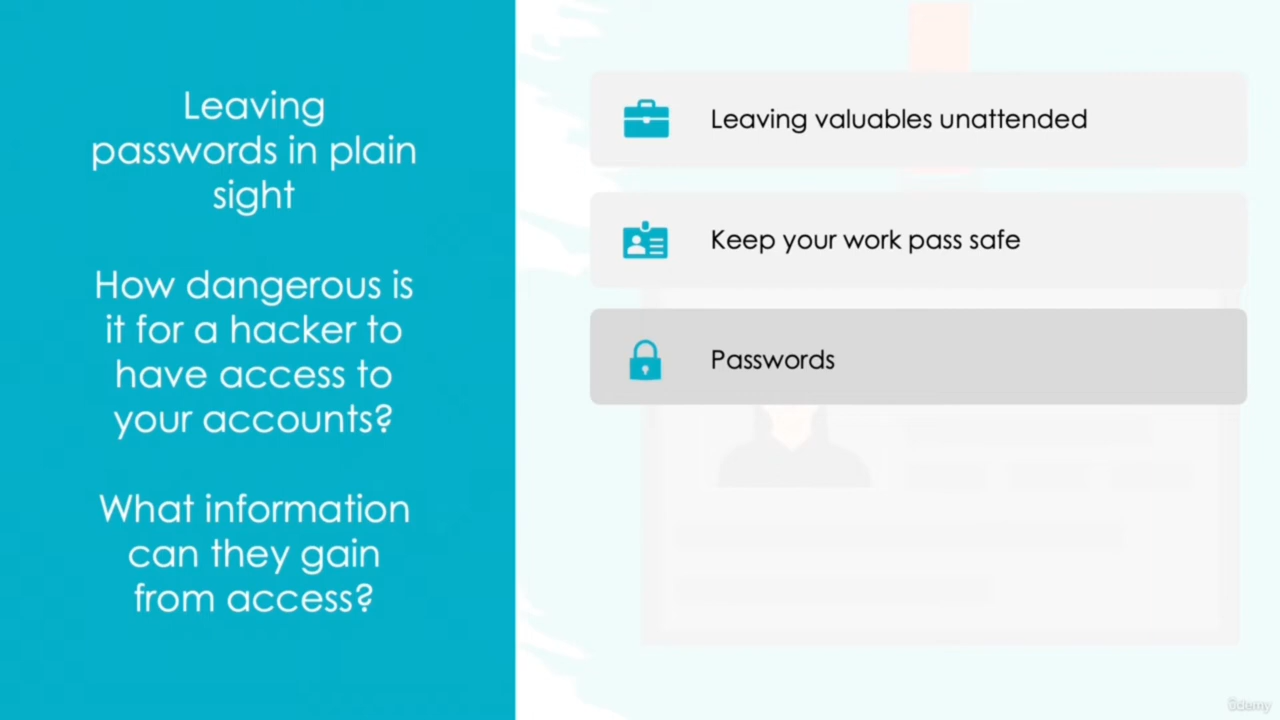 Leaving
passwords in plain
sight
How dangerous is
it for a hacker to
have access to
your accounts?
What information
can they gain
from access?
Leaving valuables unattended
Keep your work pass safe
Passwords
ûdemy